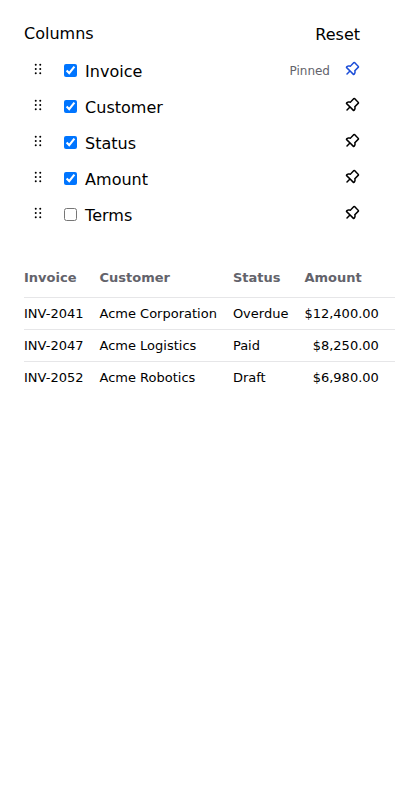 Columns Reset
Invoice Pinned
Customer
Status
Amount
Terms
Invoice Customer Status Amount
INV-2041 Acme Corporation Overdue $12,400.00
INV-2047 Acme Logistics Paid $8,250.00
INV-2052 Acme Robotics Draft $6,980.00